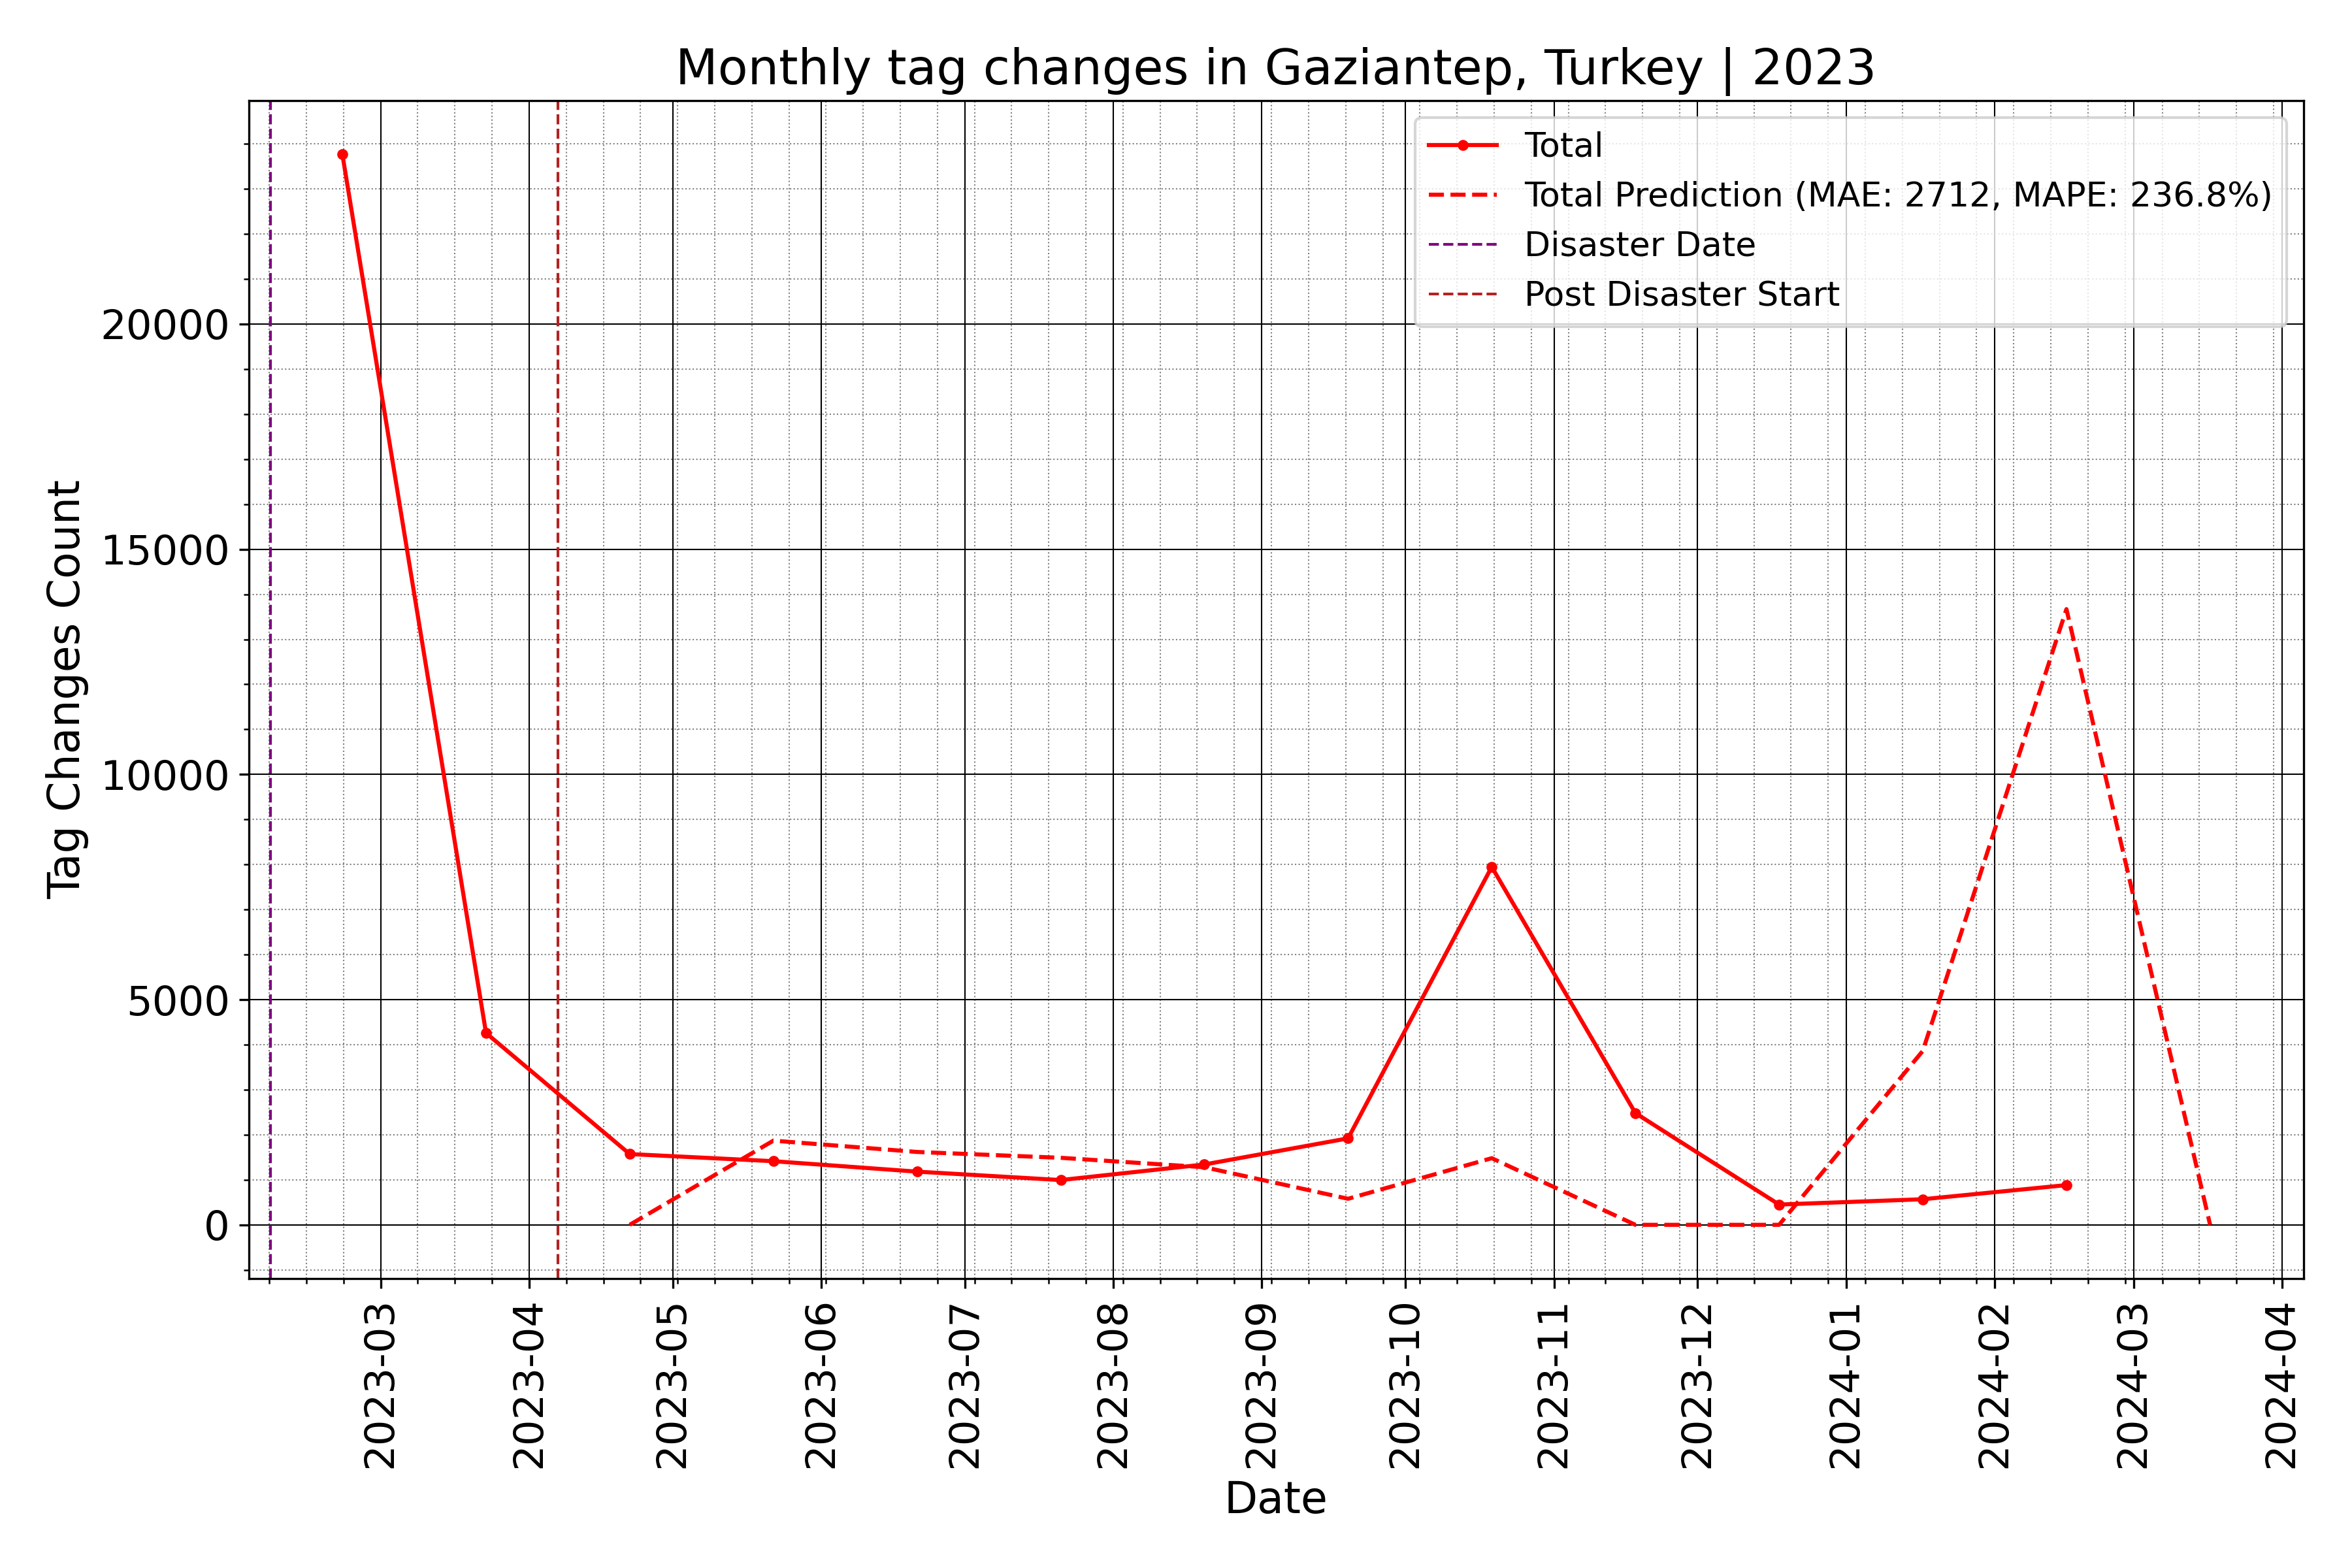 Monthly tag changes in Gaziantep, Turkey | 2023
Total
Total Prediction (MAE: 2712, MAPE: 236.8%)
Disaster Date
Post Disaster Start
Tag Changes Count
20000
15000
10000
5000
0
2023-03
2023-04
2023-05
2023-06
2023-07
2023-08
2023-09
2023-10
2023-11
2023-12
2024-01
2024-02
2024-03
2024-04
Date